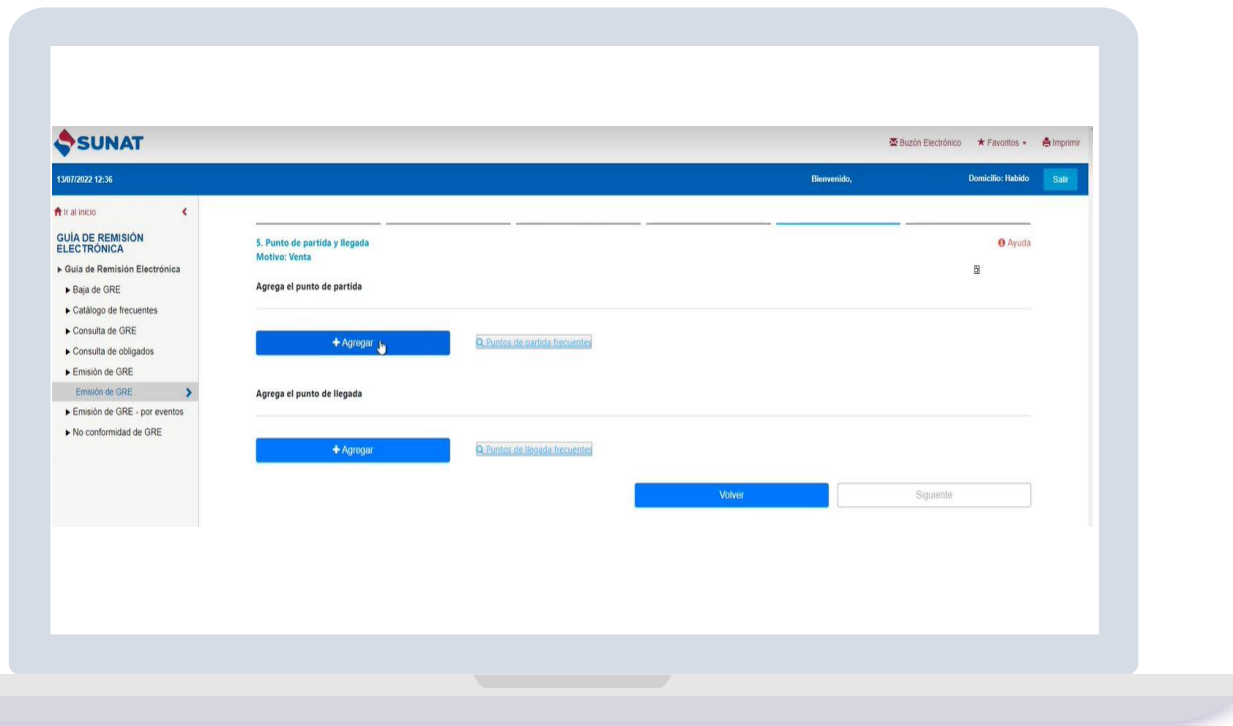 SUNAT
Buzón Electrónico
Favoritos
Imprimir
13/07/2022 12:36
Bienvenido,
Domicilio: Habido
Salir
Ir al inicio
GUÍA DE REMISIÓN
ELECTRÓNICA
Guia de Remisión Electrónica
Baja de GRE
Catálogo de frecuentes
Consulta de GRE
Consulta de obligados
Emisión de GRE
Emisión de GRE
Emisión de GRE - por eventos
No conformidad de GRE
5. Punto de partida y llegada
Motivo: Venta
Ayuda
Agrega el punto de partida
+ Agregar
Puntos de partida frecuentes
Agrega el punto de llegada
+ Agregar
Puntos de llegada frecuentes
Volver
Siguiente